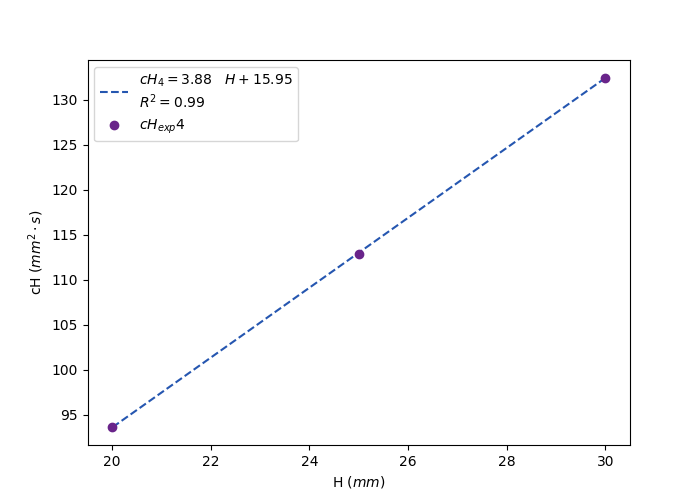 cH₄ = 3.88 H + 15.95
R² = 0.99
cH_exp4
130
125
120
115
110
105
100
95
cH (mm² · s)
20 22 24 26 28 30
H (mm)